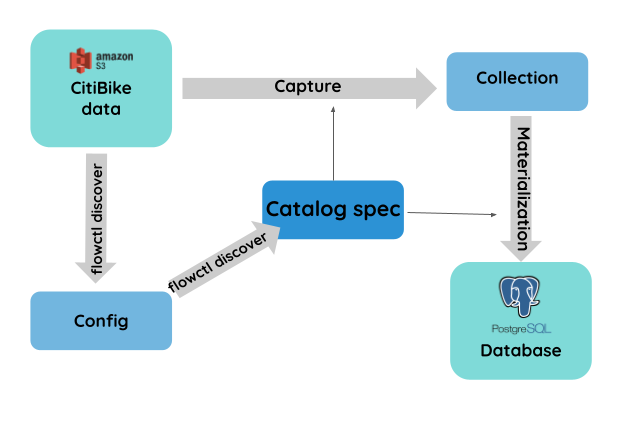 amazon
S3
CitiBike
data
Capture
Collection
flowctl discover
Materialization
Catalog spec
flowctl discover
Config
PostgreSQL
Database